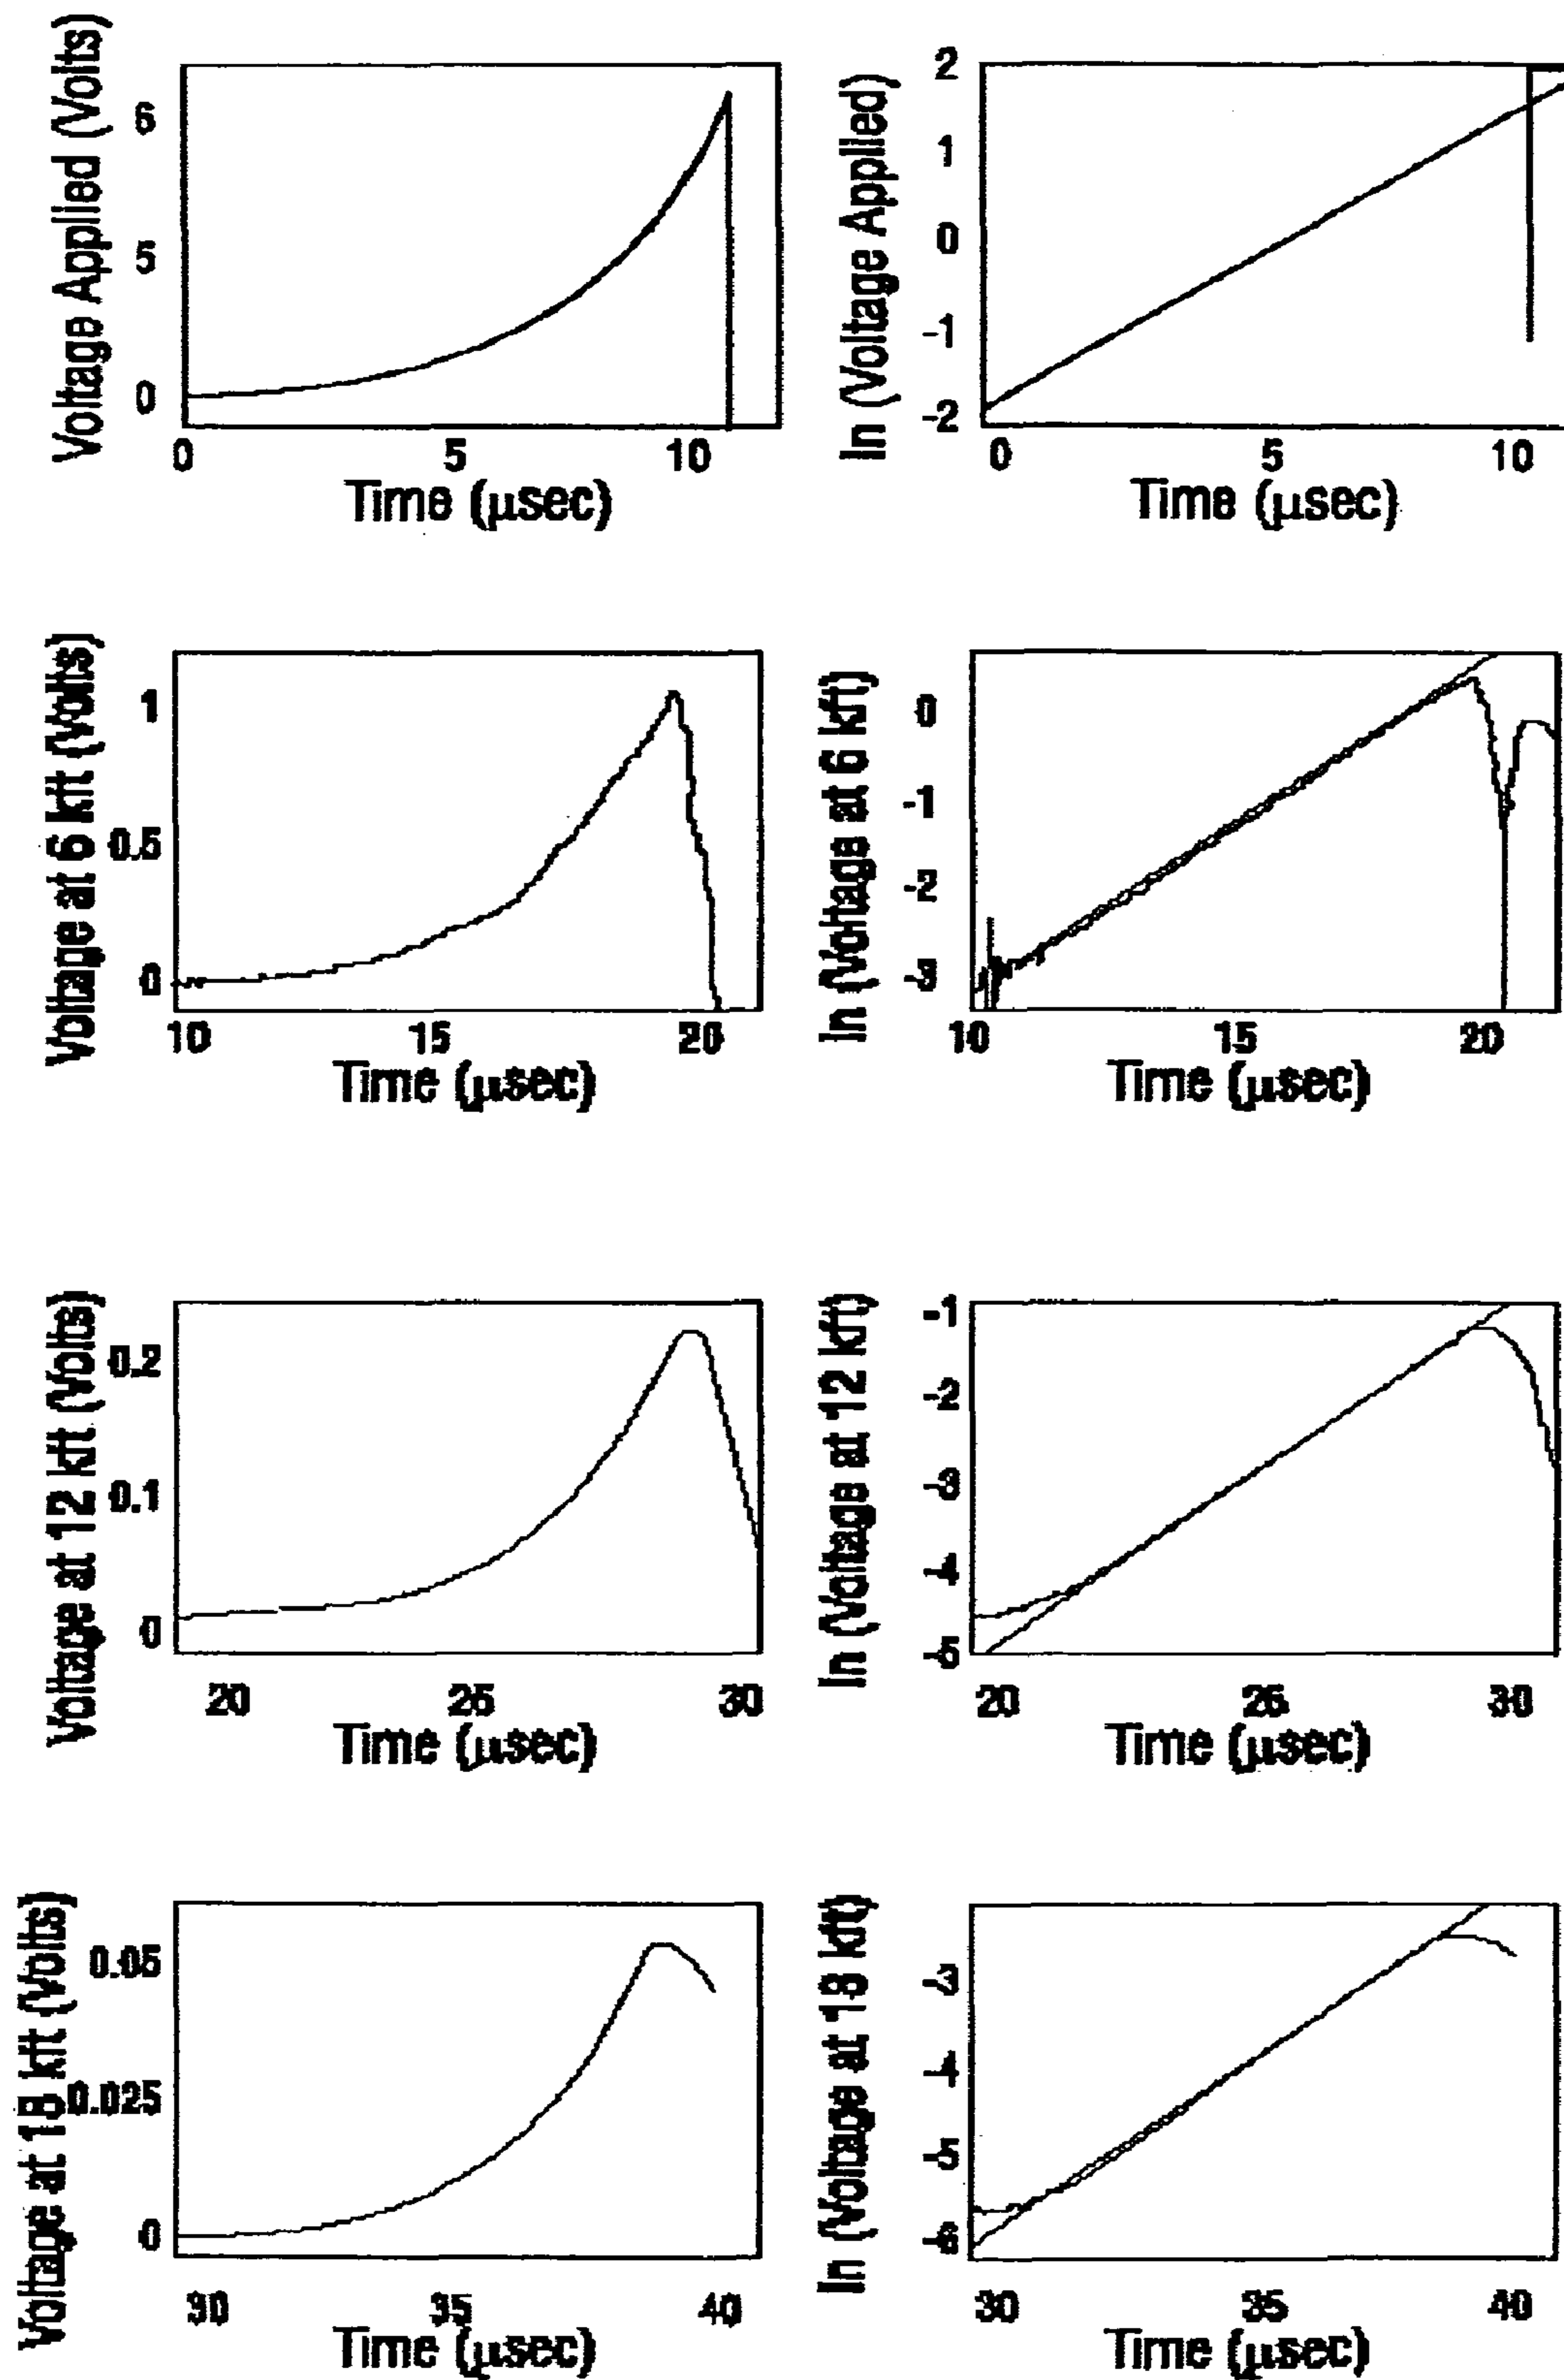 Voltage Applied (Volts)
6
5
0
0 5 10
Time (μsec)
ln (Voltage Applied)
2
1
0
-1
-2
0 5 10
Time (μsec)
Voltage at 6 kft (Volts)
1
0.5
0
10 15 20
Time (μsec)
ln (Voltage at 6 kft)
0
-1
-2
-3
10 15 20
Time (μsec)
Voltage at 12 kft (Volts)
0.2
0.1
0
20 25 30
Time (μsec)
ln (Voltage at 12 kft)
-1
-2
-3
-4
-5
20 25 30
Time (μsec)
Voltage at 18 kft (Volts)
0.05
0.025
0
30 35 40
Time (μsec)
ln (Voltage at 18 kft)
-3
-4
-5
-6
30 35 40
Time (μsec)